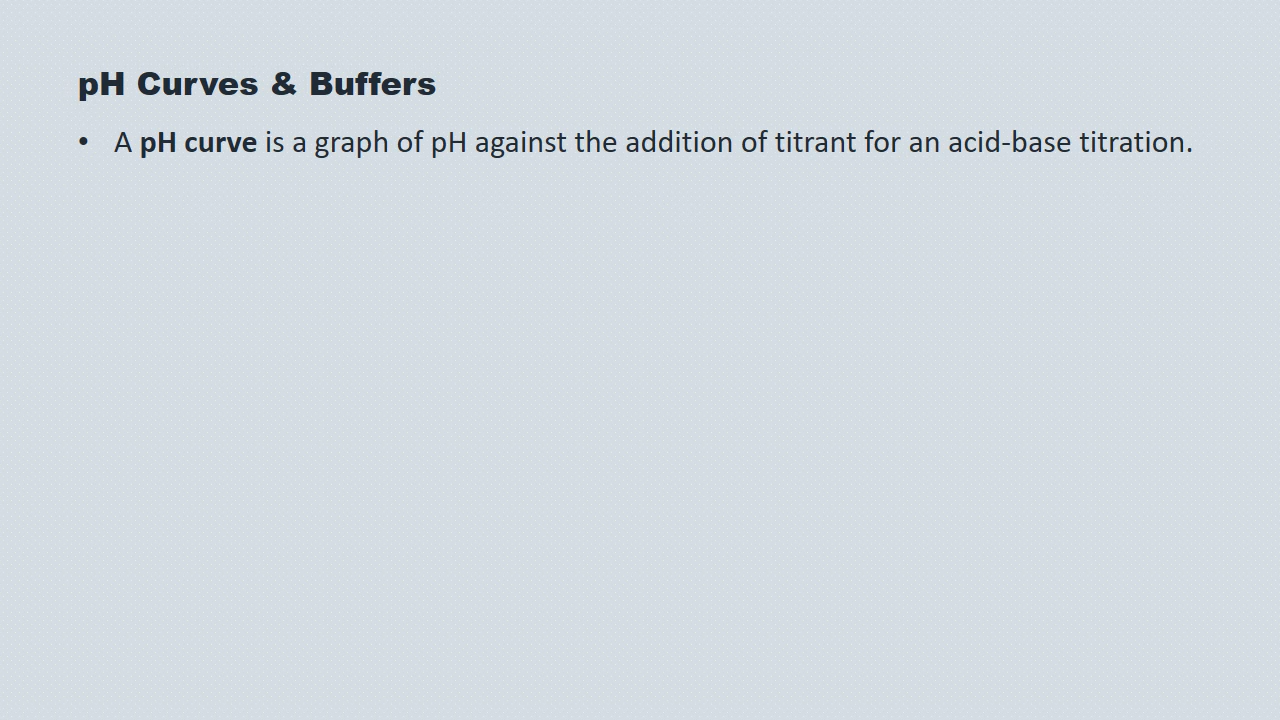 pH Curves & Buffers
• A pH curve is a graph of pH against the addition of titrant for an acid-base titration.